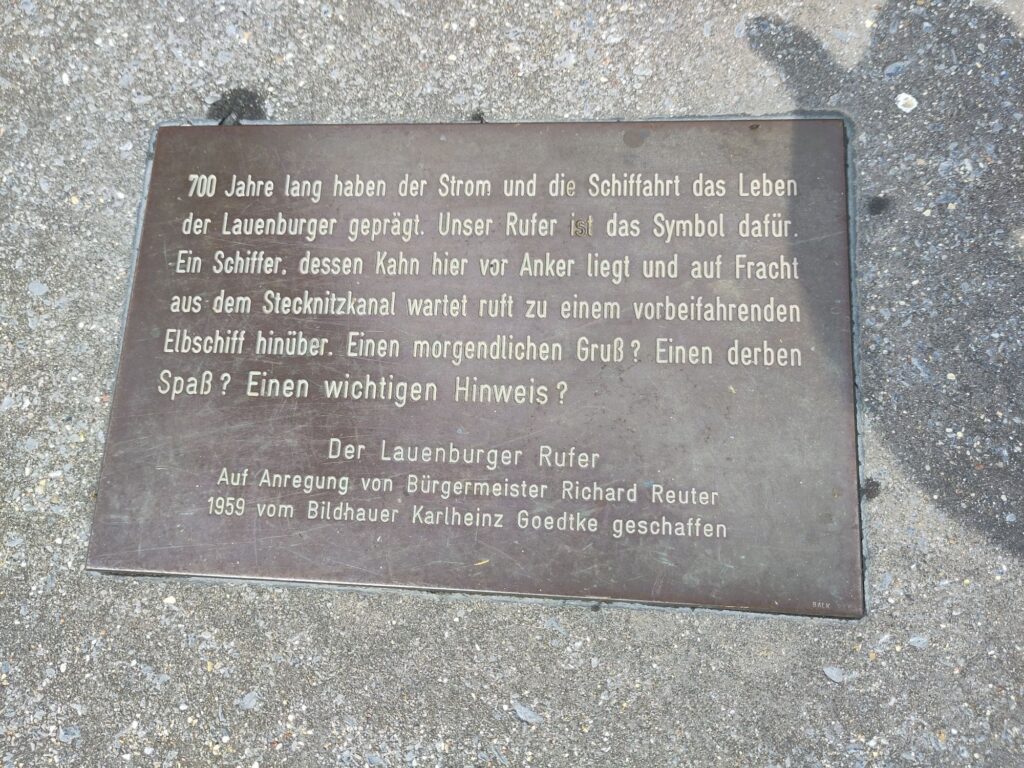 700 Jahre lang haben der Strom und die Schiffahrt das Leben
der Lauenburger geprägt. Unser Rufer ist das Symbol dafür.
Ein Schiffer, dessen Kahn hier vor Anker liegt und auf Fracht
aus dem Stecknitzkanal wartet ruft zu einem vorbeifahrenden
Elbschiff hinüber. Einen morgendlichen Gruß? Einen derben
Spaß? Einen wichtigen Hinweis?
Der Lauenburger Rufer
Auf Anregung von Bürgermeister Richard Reuter
1959 vom Bildhauer Karlheinz Goedtke geschaffen
BALK